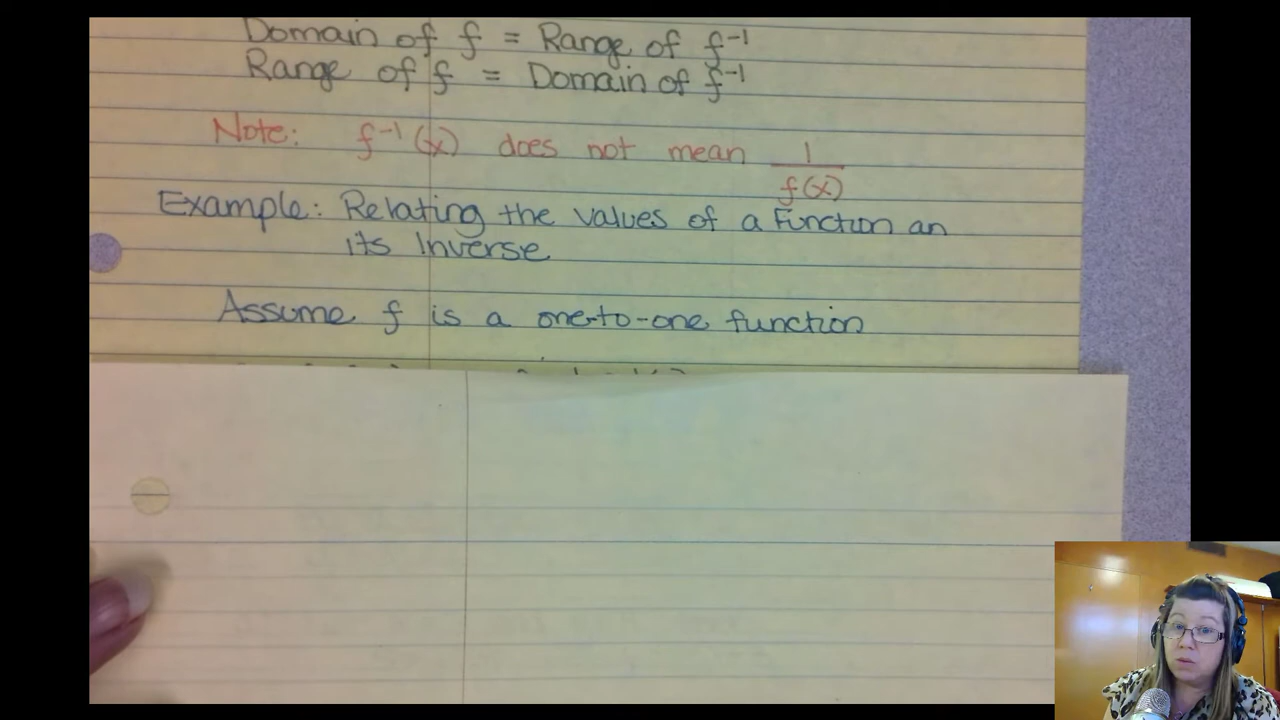 Domain of f = Range of f⁻¹
Range of f = Domain of f⁻¹
Note: f⁻¹(x) does not mean 1/f(x)
Example: Relating the values of a Function an
its Inverse
Assume f is a one-to-one function